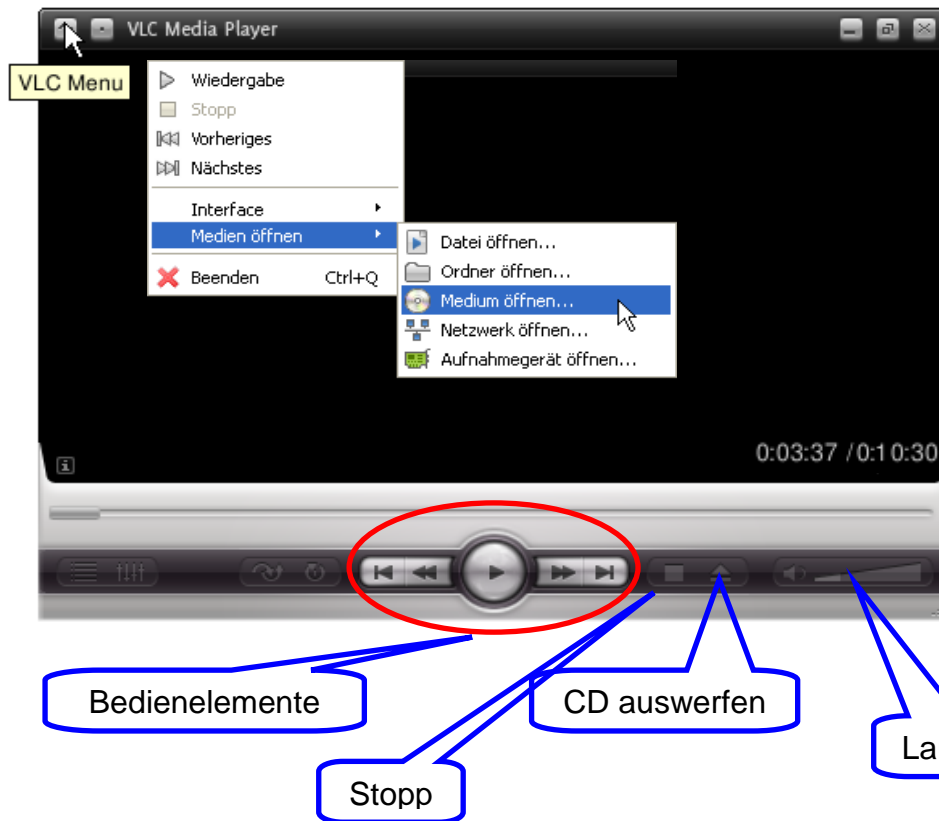 VLC Media Player
VLC Menu
Wiedergabe
Stopp
Vorheriges
Nächstes
Interface
Medien öffnen
Beenden Ctrl+Q
Datei öffnen...
Ordner öffnen...
Medium öffnen...
Netzwerk öffnen...
Aufnahmegerät öffnen...
0:03:37 / 0:10:30
Bedienelemente
CD auswerfen
La
Stopp